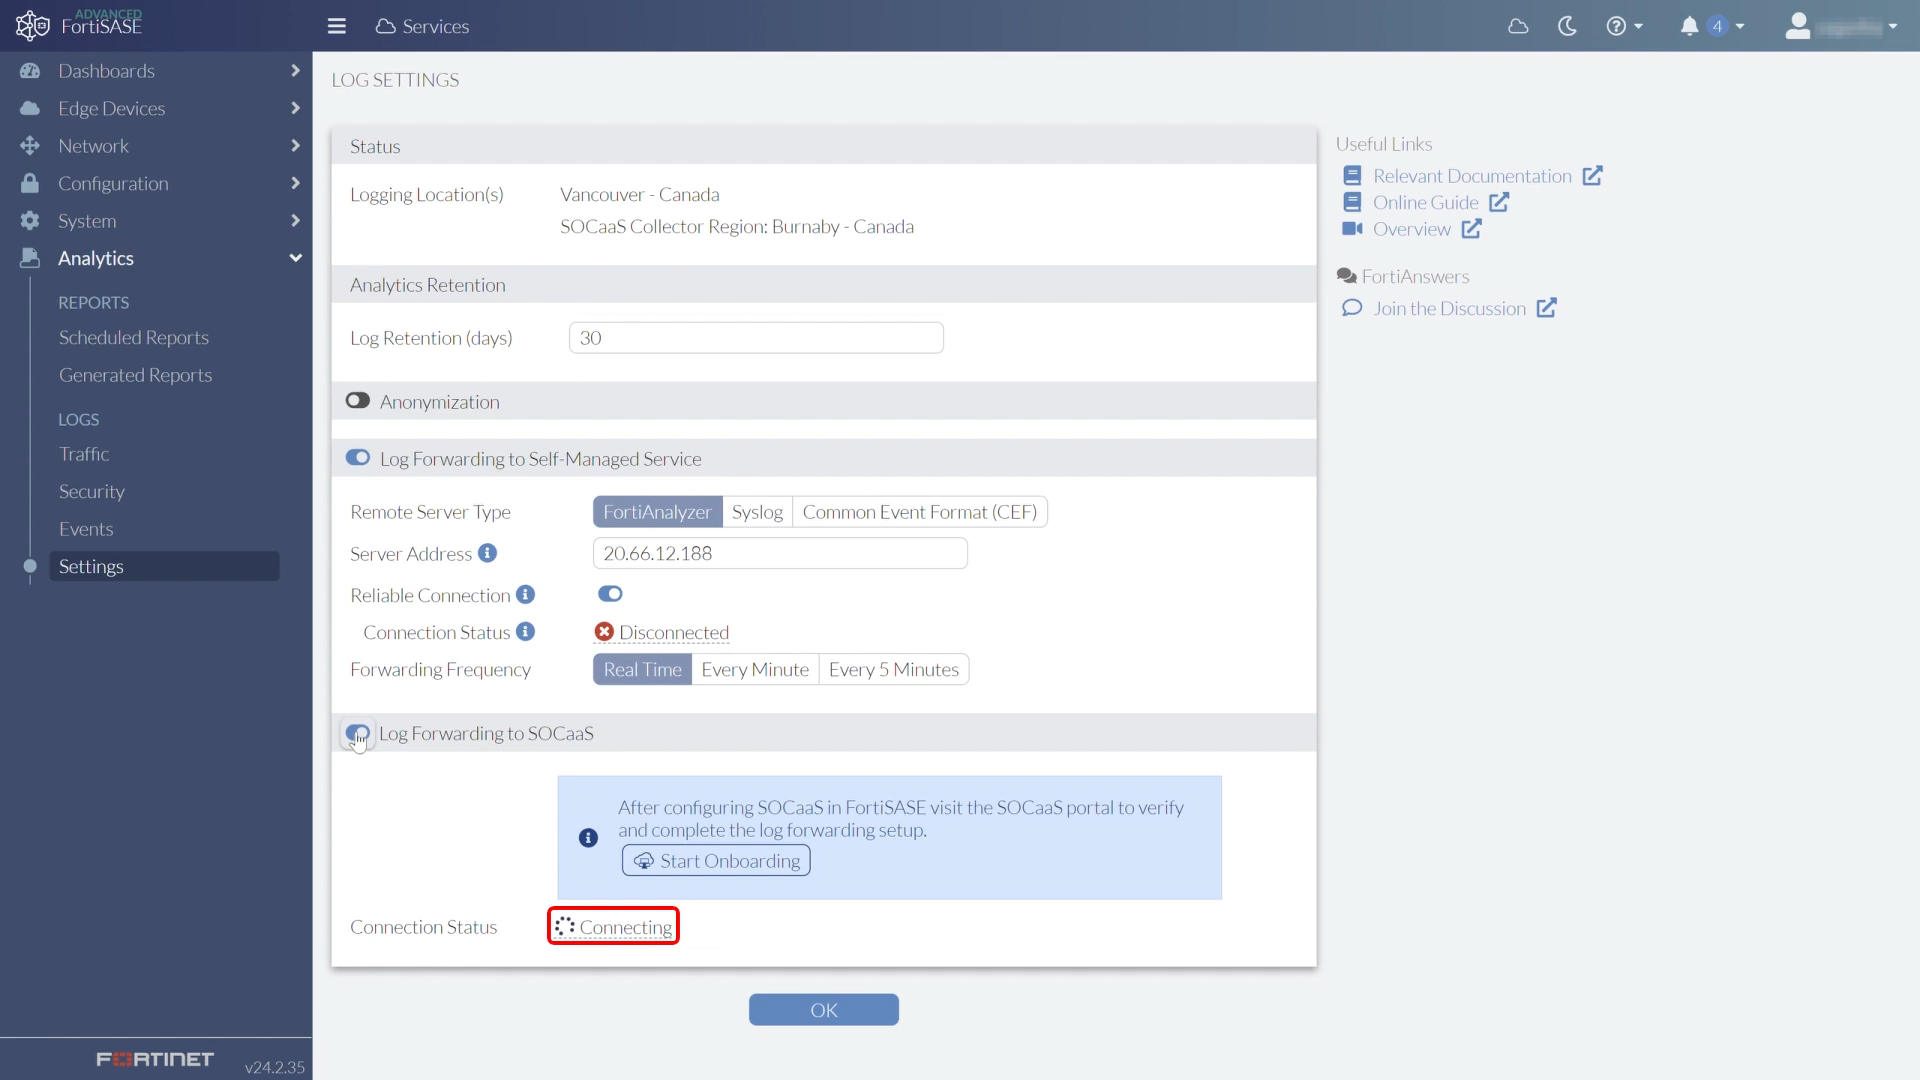 ADVANCED
FortiSASE
Services
4
Dashboards
Edge Devices
Network
Configuration
System
Analytics
REPORTS
Scheduled Reports
Generated Reports
LOGS
Traffic
Security
Events
Settings
FORTINET
v24.2.35
LOG SETTINGS
Status
Logging Location(s) Vancouver - Canada
SOCaaS Collector Region: Burnaby - Canada
Analytics Retention
Log Retention (days) 30
Anonymization
Log Forwarding to Self-Managed Service
Remote Server Type FortiAnalyzer Syslog Common Event Format (CEF)
Server Address 20.66.12.188
Reliable Connection
Connection Status Disconnected
Forwarding Frequency Real Time Every Minute Every 5 Minutes
Log Forwarding to SOCaaS
After configuring SOCaaS in FortiSASE visit the SOCaaS portal to verify
and complete the log forwarding setup.
Start Onboarding
Connection Status Connecting
OK
Useful Links
Relevant Documentation
Online Guide
Overview
FortiAnswers
Join the Discussion